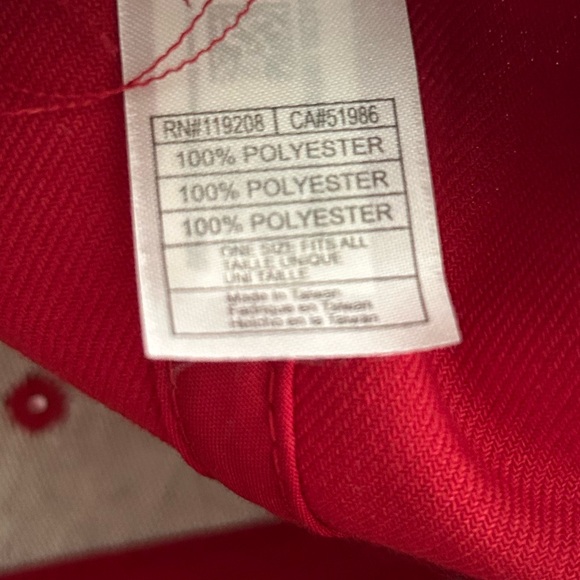 RN#119208 CA#51986
100% POLYESTER
100% POLYESTER
100% POLYESTER
ONE SIZE FITS ALL
TAILLE UNIQUE
UNI TAILLE
Made in Taiwan
Fabrique en Taiwan
Hecho en la Taiwan